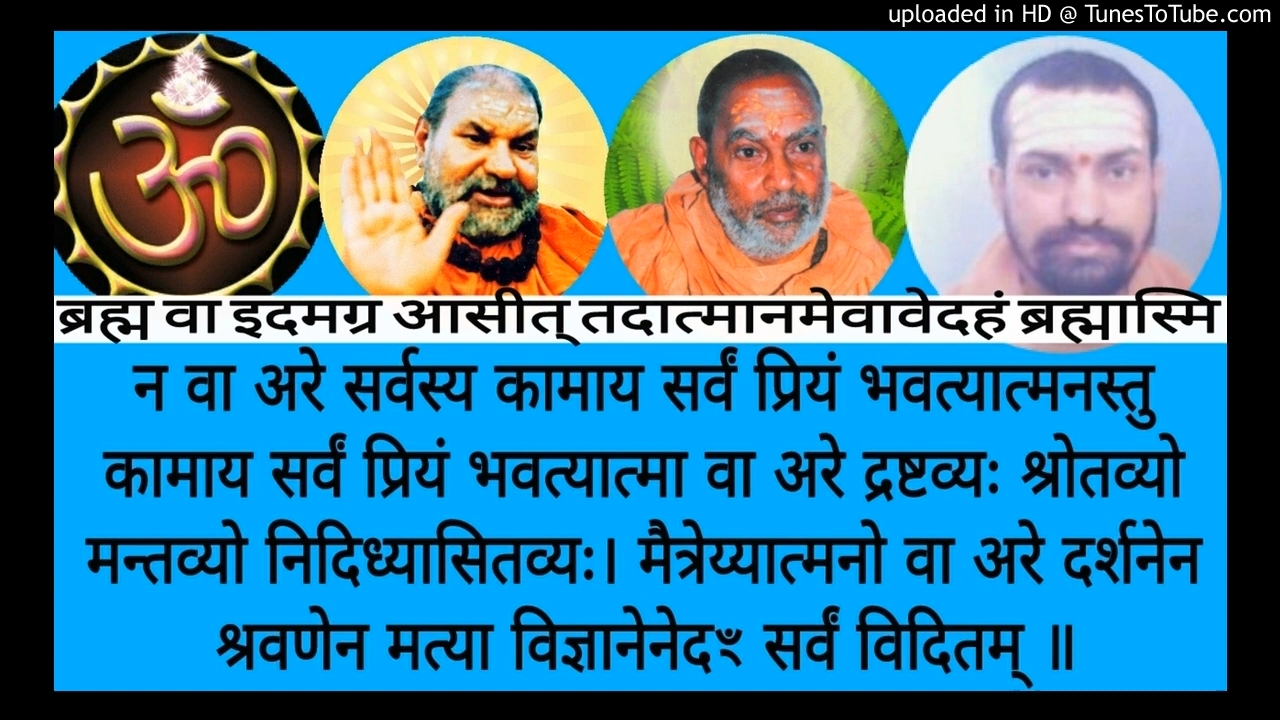 uploaded in HD @ TunesToTube.com
ॐ
ब्रह्म वा इदमग्र आसीत् तदात्मानमेवावेदहं ब्रह्मास्मि
न वा अरे सर्वस्य कामाय सर्वं प्रियं भवत्यात्मनस्तु
कामाय सर्वं प्रियं भवत्यात्मा वा अरे द्रष्टव्यः श्रोतव्यो
मन्तव्यो निदिध्यासितव्यः। मैत्रेय्यात्मनो वा अरे दर्शनेन
श्रवणेन मत्या विज्ञानेनेदꣳ सर्वं विदितम् ॥